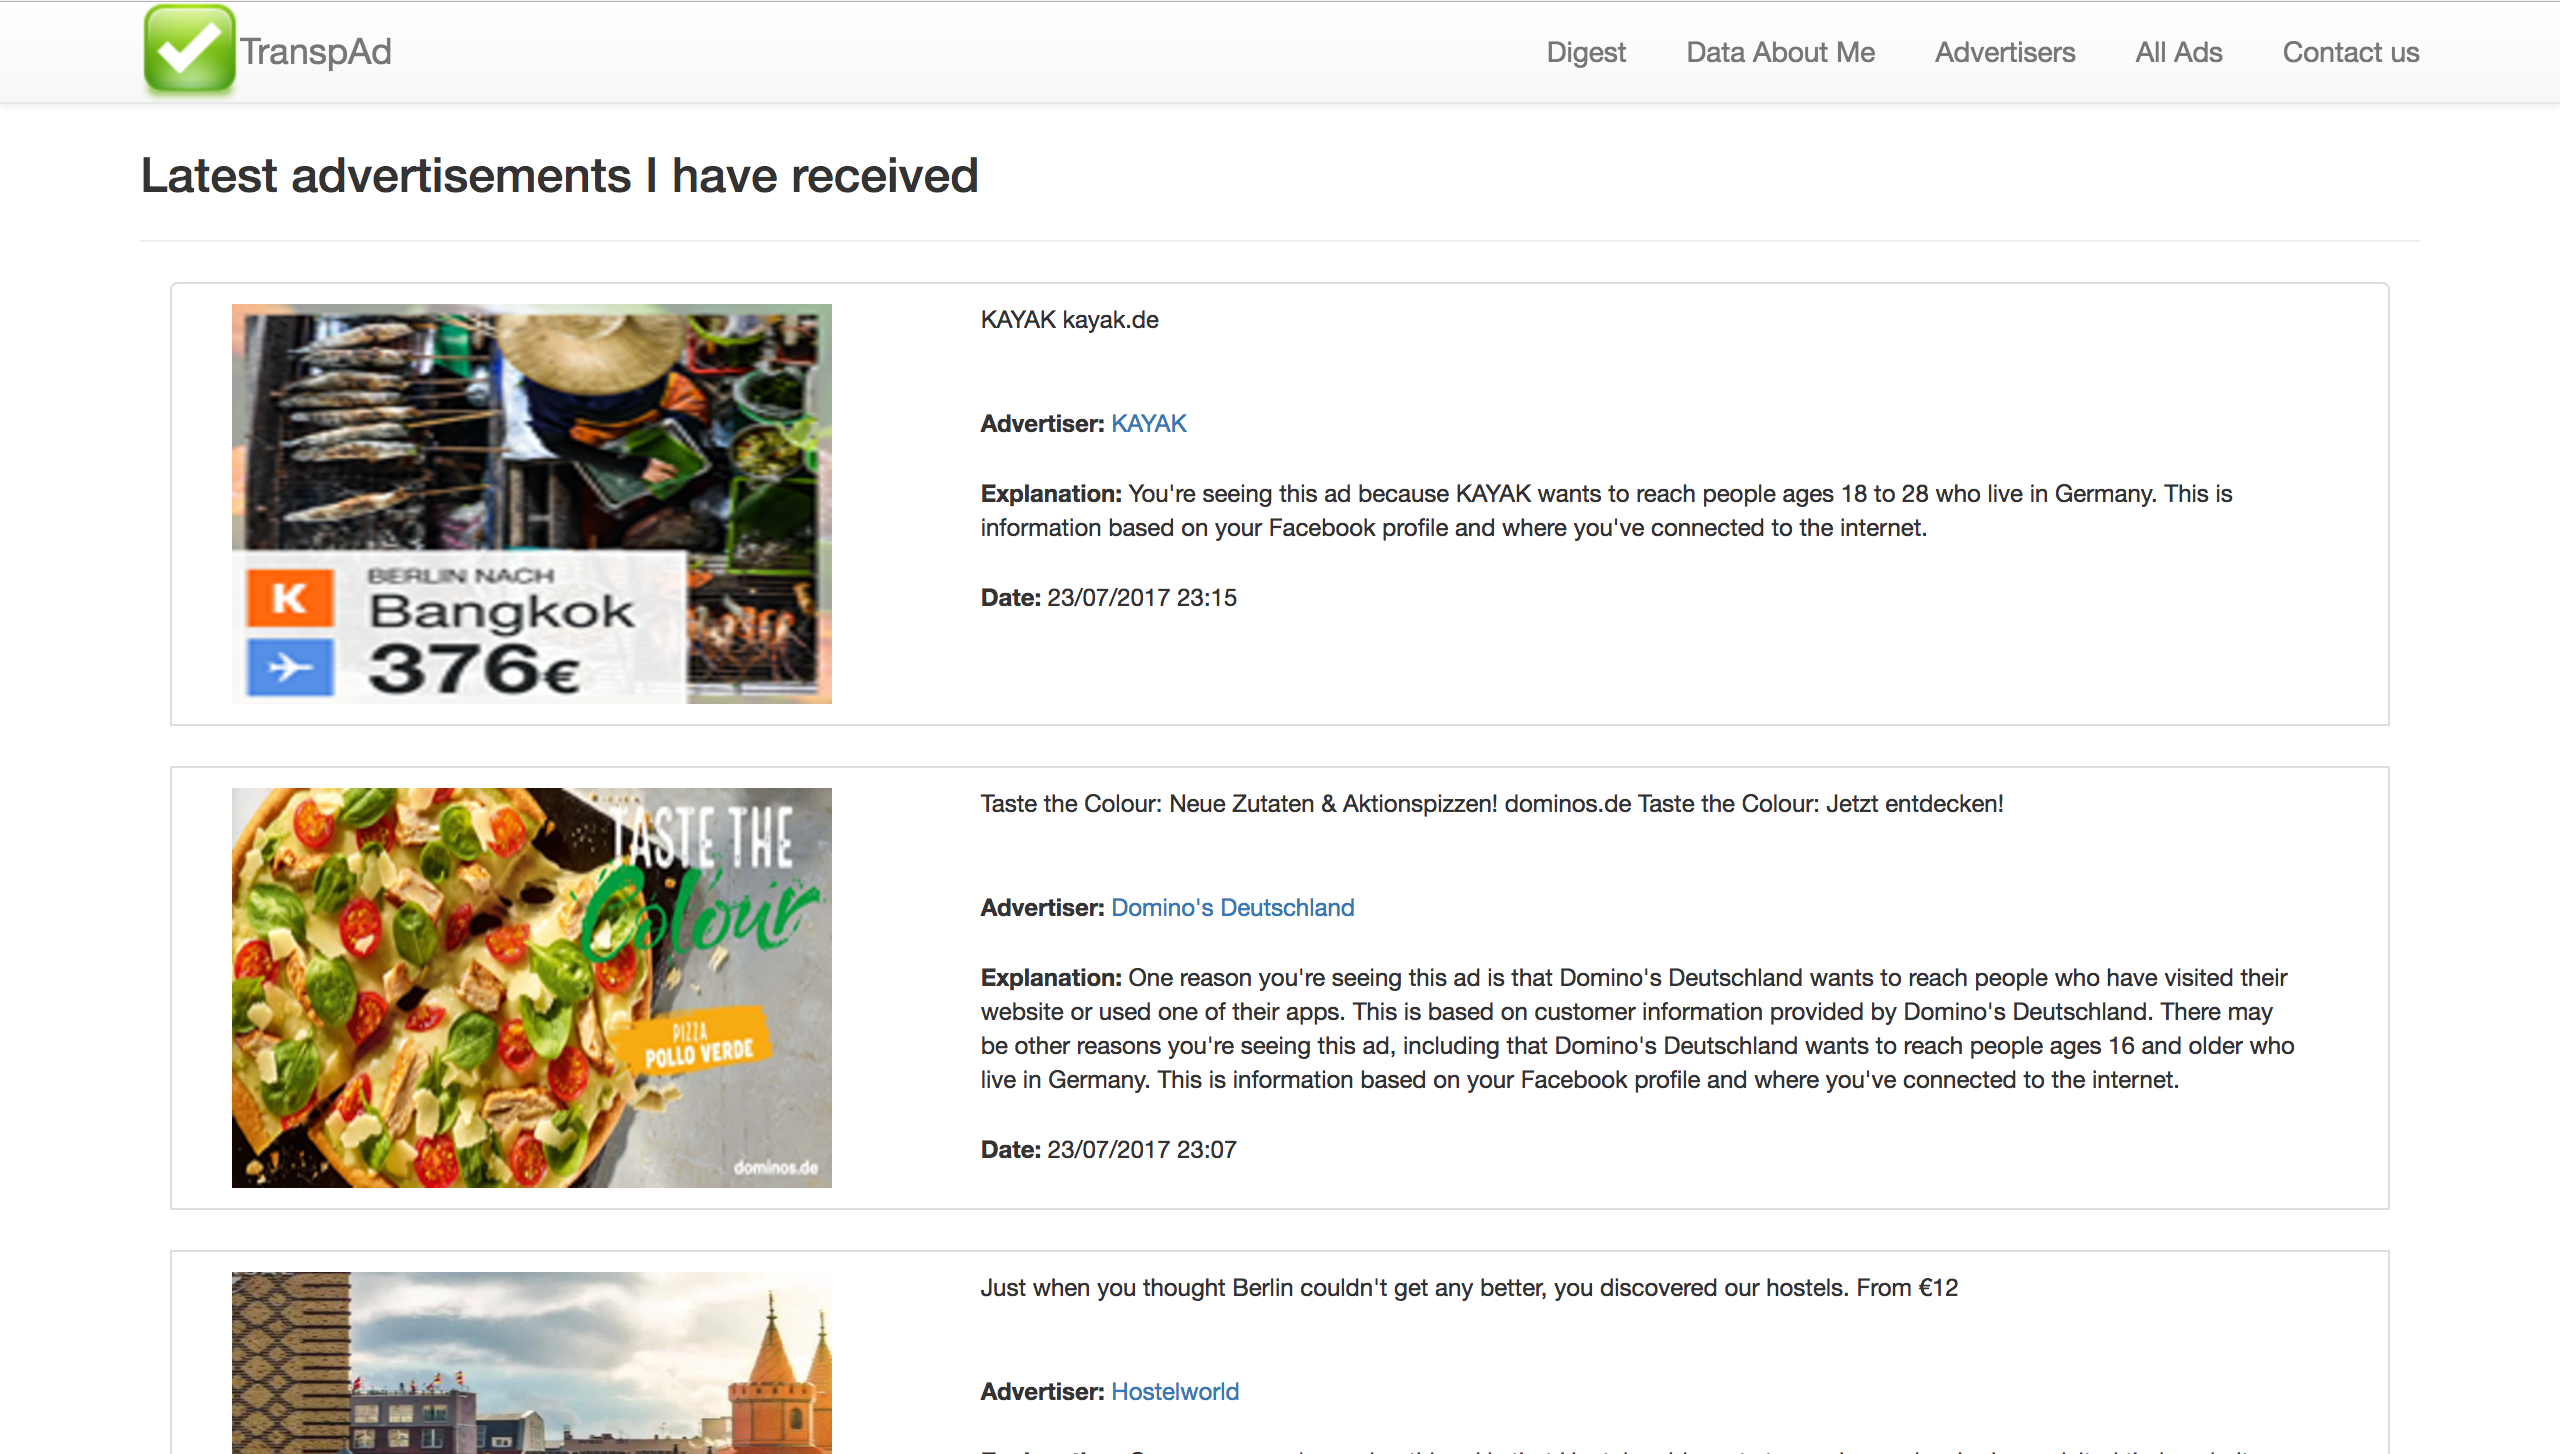 TranspAd
Digest
Data About Me
Advertisers
All Ads
Contact us
Latest advertisements I have received
BERLIN NACH
K
Bangkok
376€
KAYAK kayak.de
Advertiser: KAYAK
Explanation: You're seeing this ad because KAYAK wants to reach people ages 18 to 28 who live in Germany. This is
information based on your Facebook profile and where you've connected to the internet.
Date: 23/07/2017 23:15
TASTE THE
Colour
PIZZA
POLLO VERDE
dominos.de
Taste the Colour: Neue Zutaten & Aktionspizzen! dominos.de Taste the Colour: Jetzt entdecken!
Advertiser: Domino's Deutschland
Explanation: One reason you're seeing this ad is that Domino's Deutschland wants to reach people who have visited their
website or used one of their apps. This is based on customer information provided by Domino's Deutschland. There may
be other reasons you're seeing this ad, including that Domino's Deutschland wants to reach people ages 16 and older who
live in Germany. This is information based on your Facebook profile and where you've connected to the internet.
Date: 23/07/2017 23:07
Just when you thought Berlin couldn't get any better, you discovered our hostels. From €12
Advertiser: Hostelworld